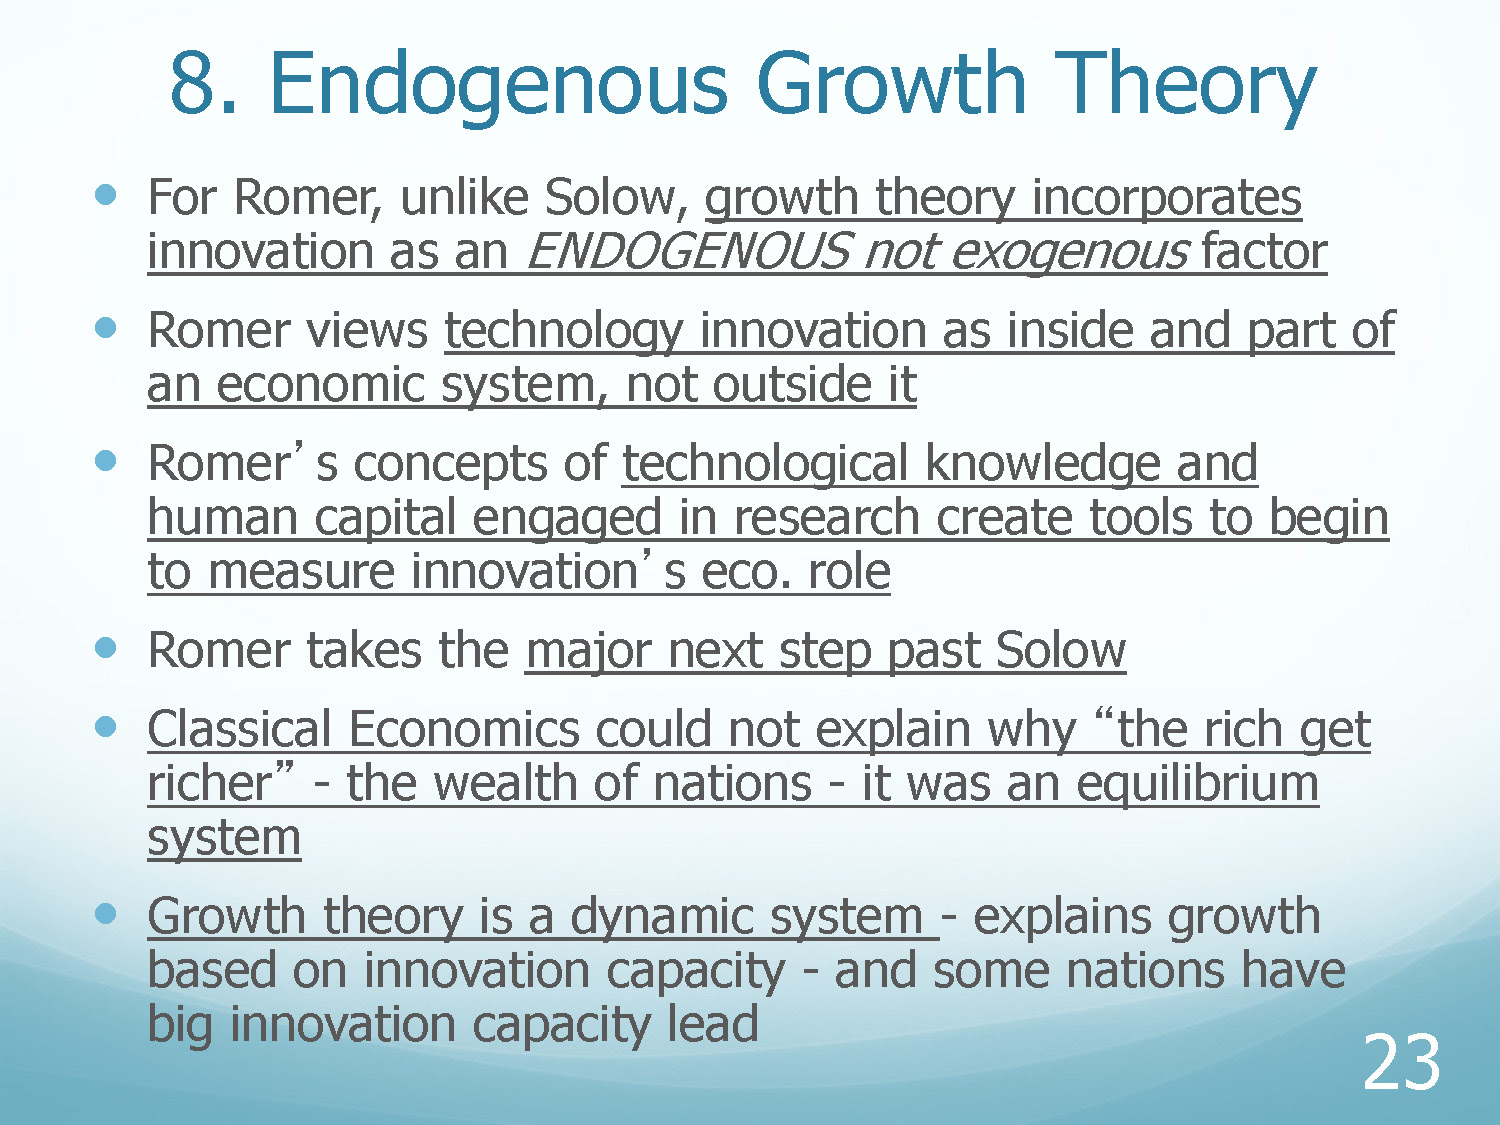 8. Endogenous Growth Theory
• For Romer, unlike Solow, growth theory incorporates
innovation as an ENDOGENOUS not exogenous factor
• Romer views technology innovation as inside and part of
an economic system, not outside it
• Romer’s concepts of technological knowledge and
human capital engaged in research create tools to begin
to measure innovation’s eco. role
• Romer takes the major next step past Solow
• Classical Economics could not explain why “the rich get
richer” - the wealth of nations - it was an equilibrium
system
• Growth theory is a dynamic system - explains growth
based on innovation capacity - and some nations have
big innovation capacity lead
23